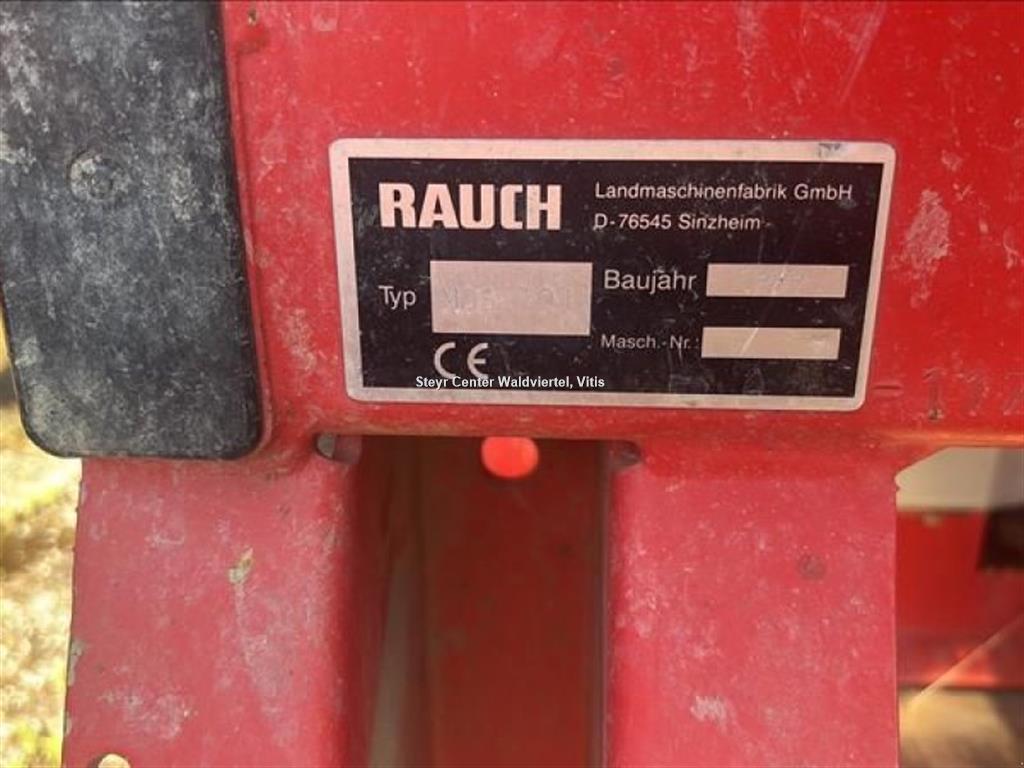 RAUCH
Landmaschinenfabrik GmbH
D-76545 Sinzheim
Typ
Baujahr
Masch.-Nr.:
CE
Steyr Center Waldviertel, Vitis